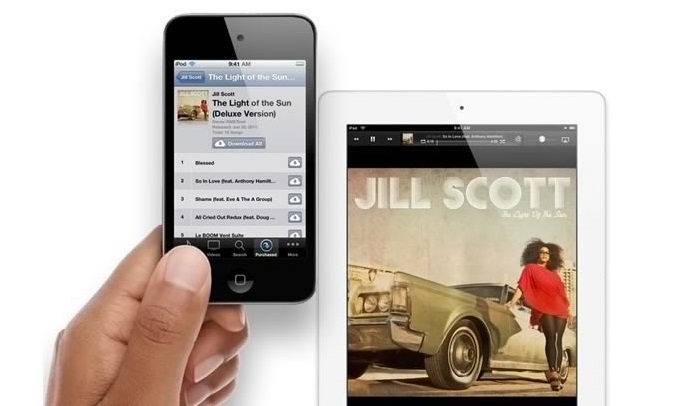 iPod
9:41 AM
Jill Scott
The Light of the Sun...
Jill Scott
The Light of the Sun
(Deluxe Version)
Genre: R&B/Soul
Released: Jun 22, 2011
Download All
1 Blessed
2 So In Love (feat. Anthony Hamilt...
3 Shame (feat. Eve & The A Group)
4 All Cried Out Redux (feat. Doug ...
5 Le BOOM Vent Suite
Videos
Search
Purchased
More
iPad
9:41 AM
So In Love (feat. Anthony Hamilton)
JILL SCOTT
The Light Of The Sun